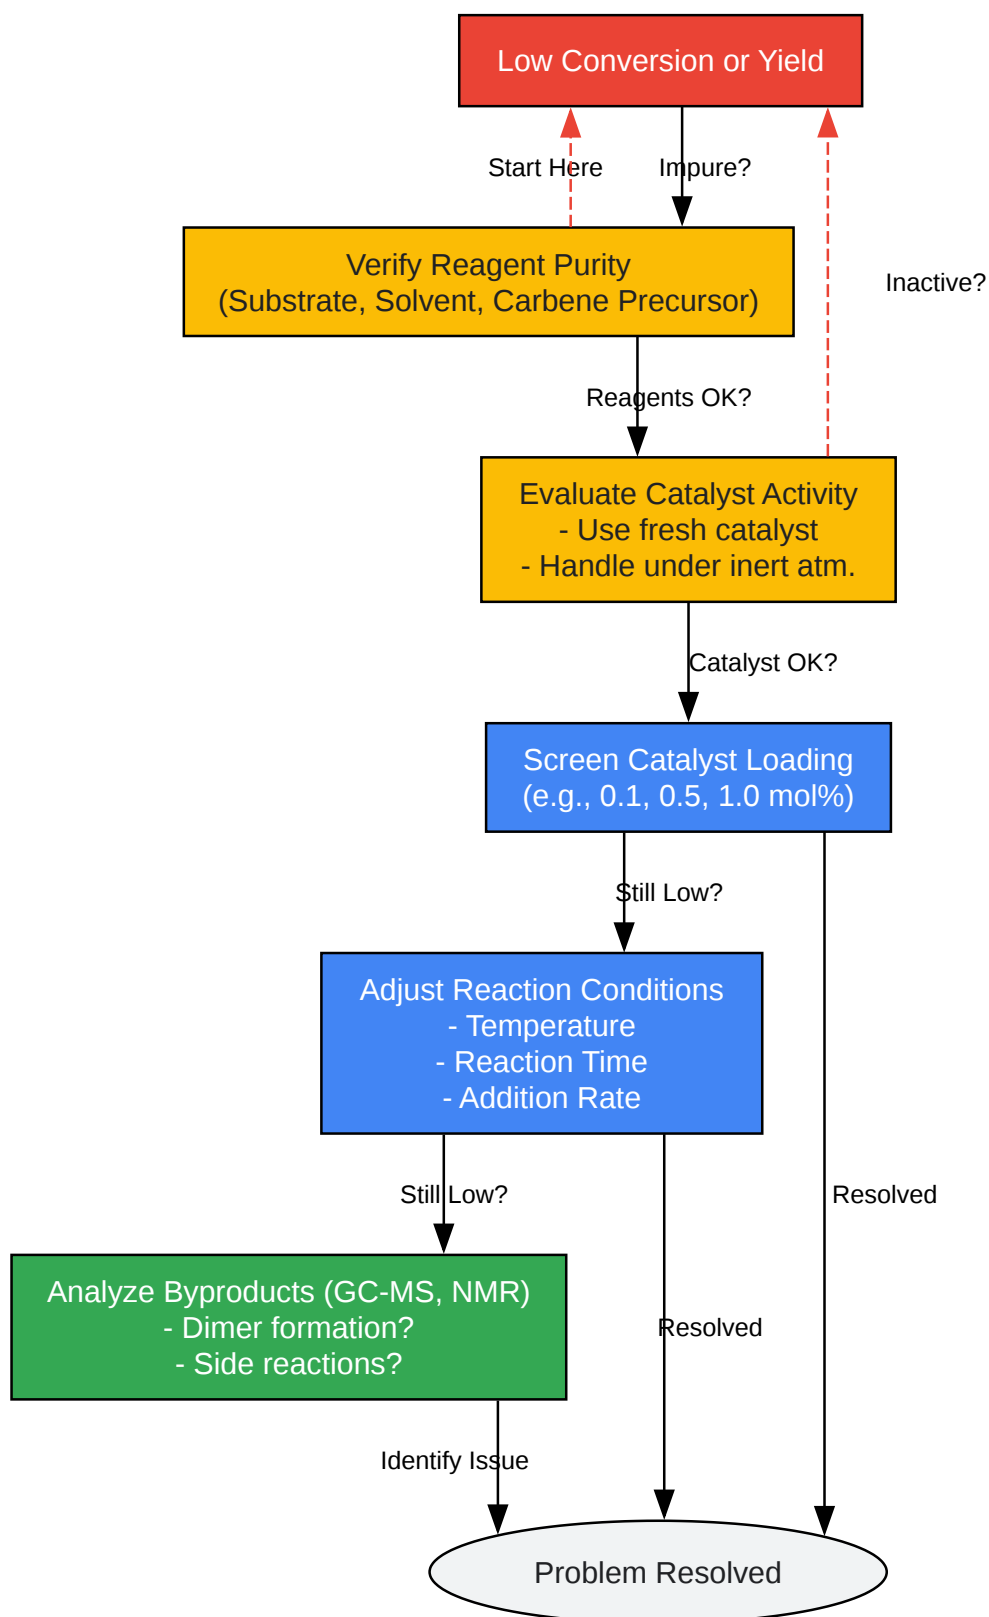 Low Conversion or Yield
Start Here
Impure?
Verify Reagent Purity
(Substrate, Solvent, Carbene Precursor)
Inactive?
Reagents OK?
Evaluate Catalyst Activity
- Use fresh catalyst
- Handle under inert atm.
Catalyst OK?
Screen Catalyst Loading
(e.g., 0.1, 0.5, 1.0 mol%)
Still Low?
Adjust Reaction Conditions
- Temperature
- Reaction Time
- Addition Rate
Still Low?
Resolved
Analyze Byproducts (GC-MS, NMR)
- Dimer formation?
- Side reactions?
Resolved
Identify Issue
Problem Resolved